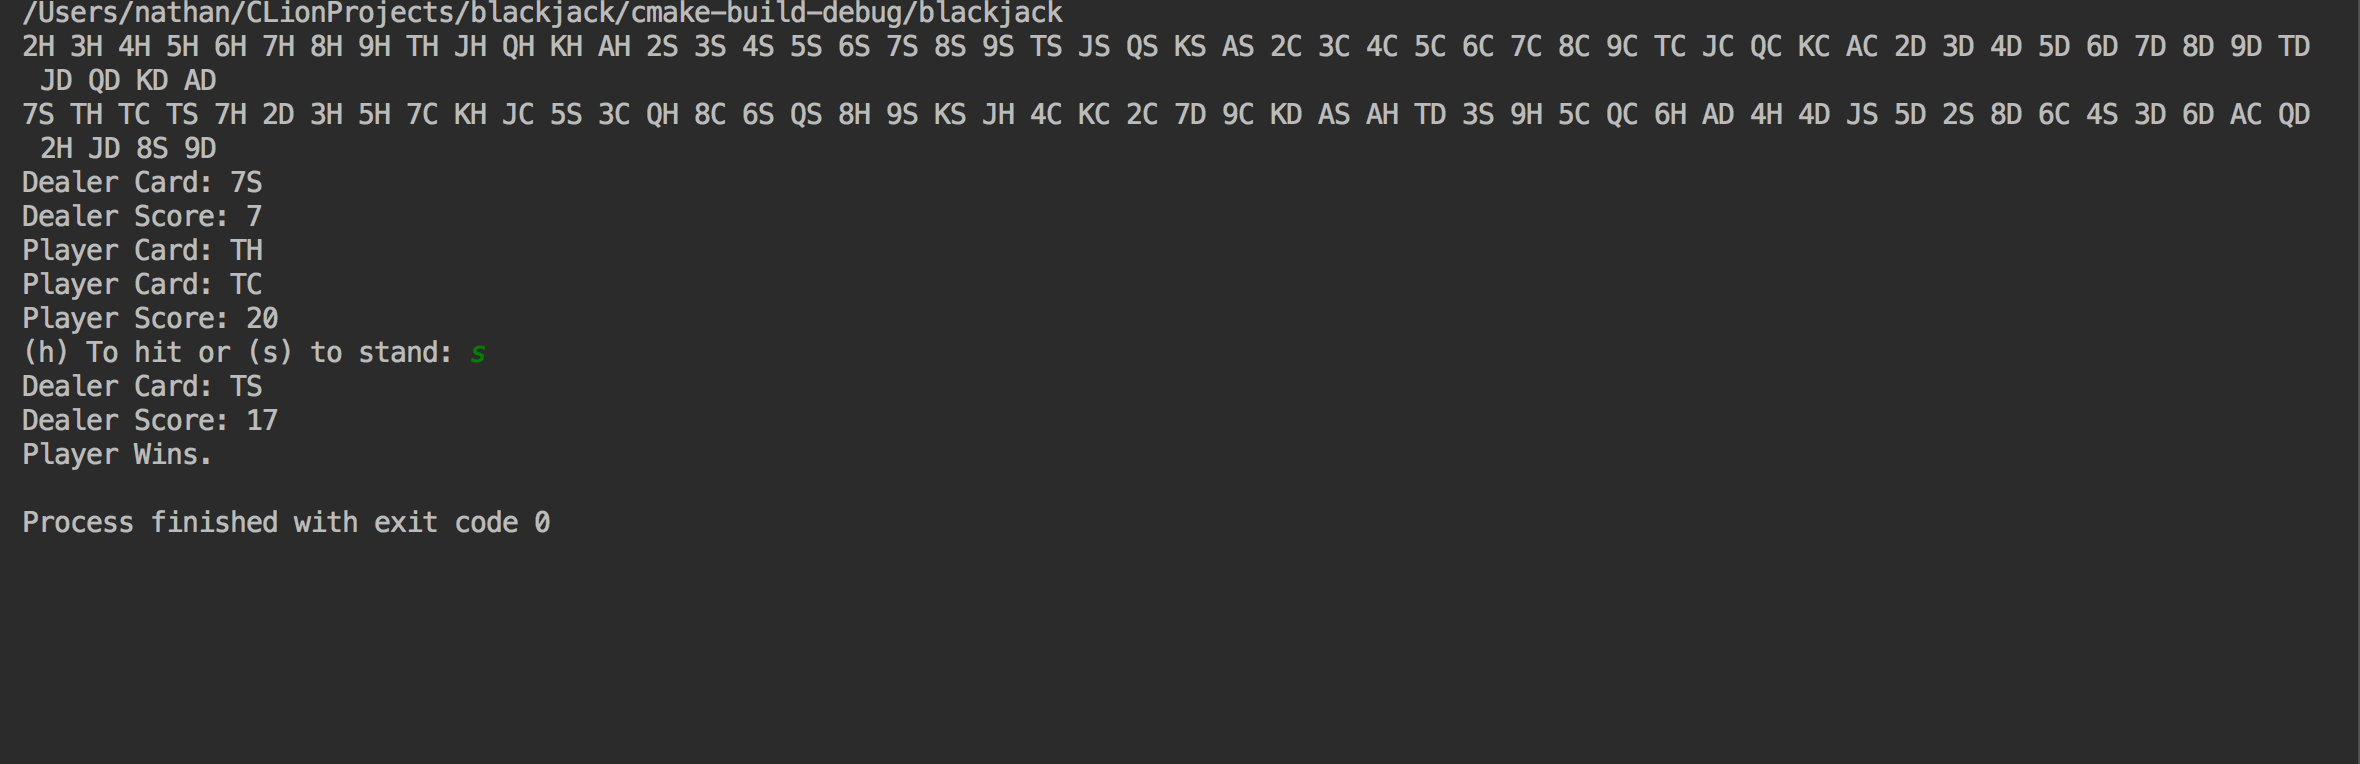 /Users/nathan/CLionProjects/blackjack/cmake-build-debug/blackjack
2H 3H 4H 5H 6H 7H 8H 9H TH JH QH KH AH 2S 3S 4S 5S 6S 7S 8S 9S TS JS QS KS AS 2C 3C 4C 5C 6C 7C 8C 9C TC JC QC KC AC 2D 3D 4D 5D 6D 7D 8D 9D TD
JD QD KD AD
7S TH TC TS 7H 2D 3H 5H 7C KH JC 5S 3C QH 8C 6S QS 8H 9S KS JH 4C KC 2C 7D 9C KD AS AH TD 3S 9H 5C QC 6H AD 4H 4D JS 5D 2S 8D 6C 4S 3D 6D AC QD
2H JD 8S 9D
Dealer Card: 7S
Dealer Score: 7
Player Card: TH
Player Card: TC
Player Score: 20
(h) To hit or (s) to stand: s
Dealer Card: TS
Dealer Score: 17
Player Wins.
Process finished with exit code 0